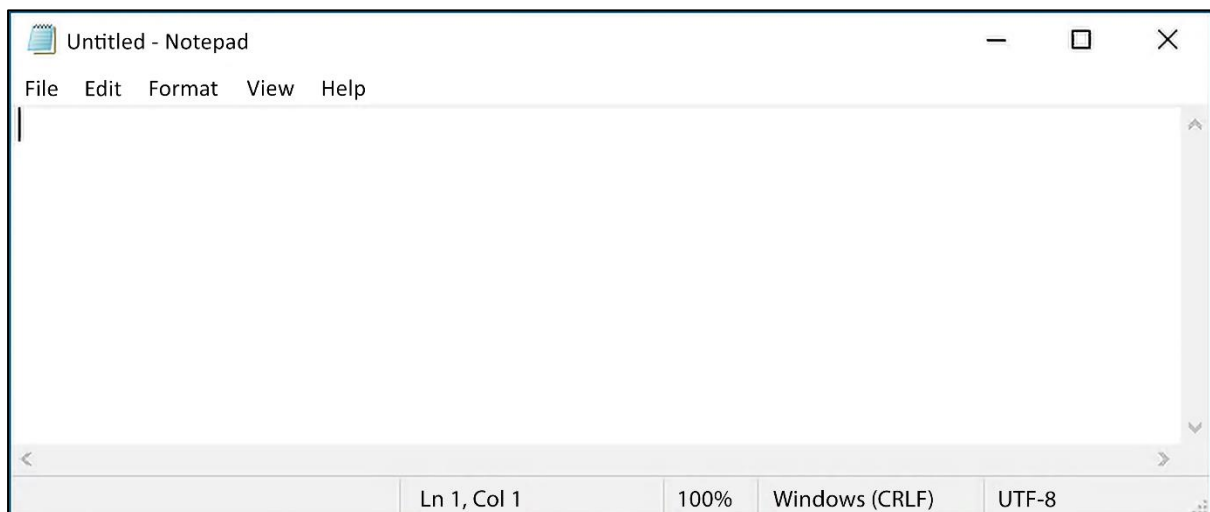 Untitled - Notepad
File Edit Format View Help
Ln 1, Col 1 100% Windows (CRLF) UTF-8